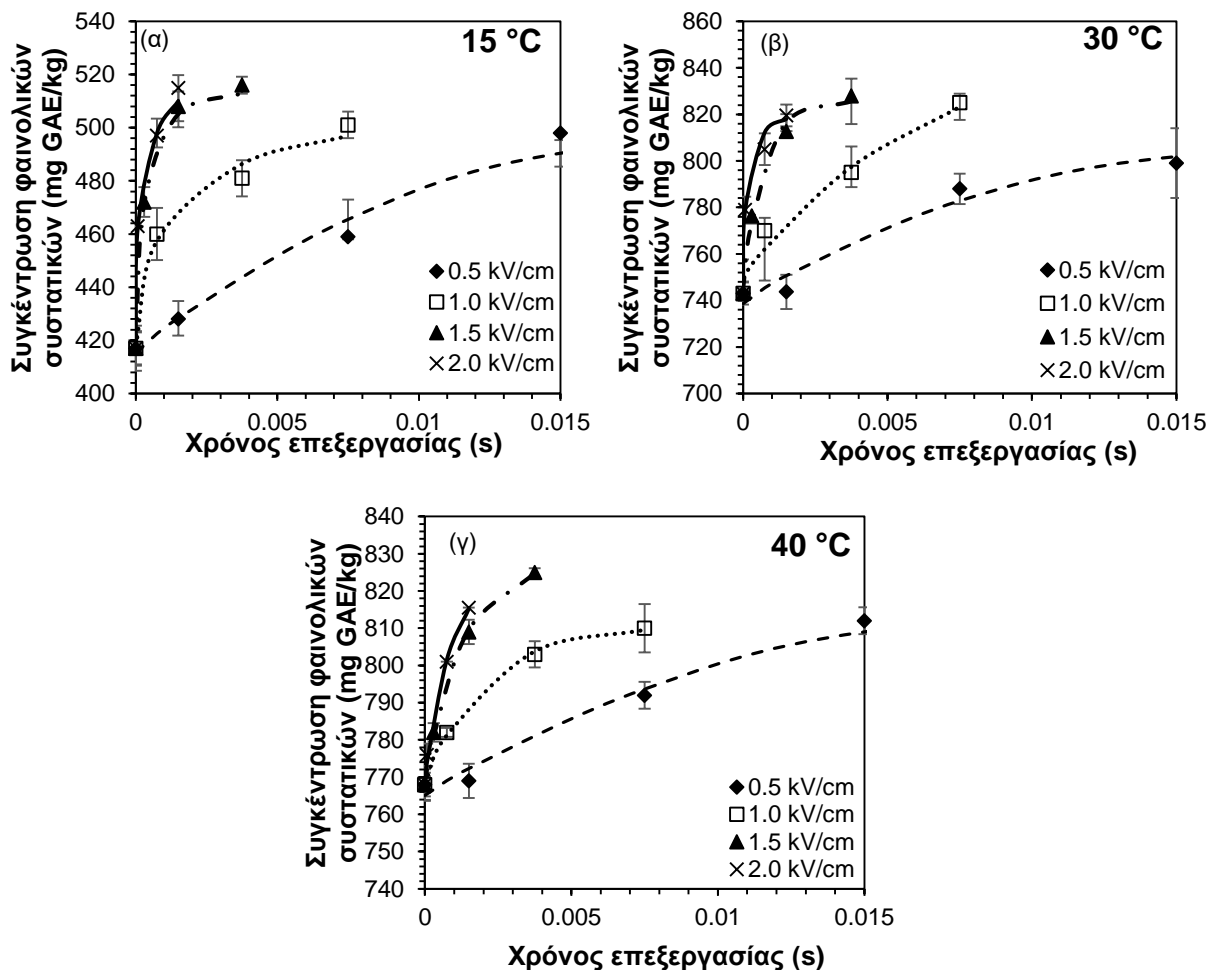 Συγκέντρωση φαινολικών
συστατικών (mg GAE/kg)
540
520
500
480
460
440
420
400
(α)
15 °C
0.5 kV/cm
1.0 kV/cm
1.5 kV/cm
2.0 kV/cm
0
0.005
0.01
0.015
Χρόνος επεξεργασίας (s)
Συγκέντρωση φαινολικών
συστατικών (mg GAE/kg)
860
840
820
800
780
760
740
720
700
(β)
30 °C
0.5 kV/cm
1.0 kV/cm
1.5 kV/cm
2.0 kV/cm
0
0.005
0.01
0.015
Χρόνος επεξεργασίας (s)
Συγκέντρωση φαινολικών
συστατικών (mg GAE/kg)
840
830
820
810
800
790
780
770
760
750
740
(γ)
40 °C
0.5 kV/cm
1.0 kV/cm
1.5 kV/cm
2.0 kV/cm
0
0.005
0.01
0.015
Χρόνος επεξεργασίας (s)